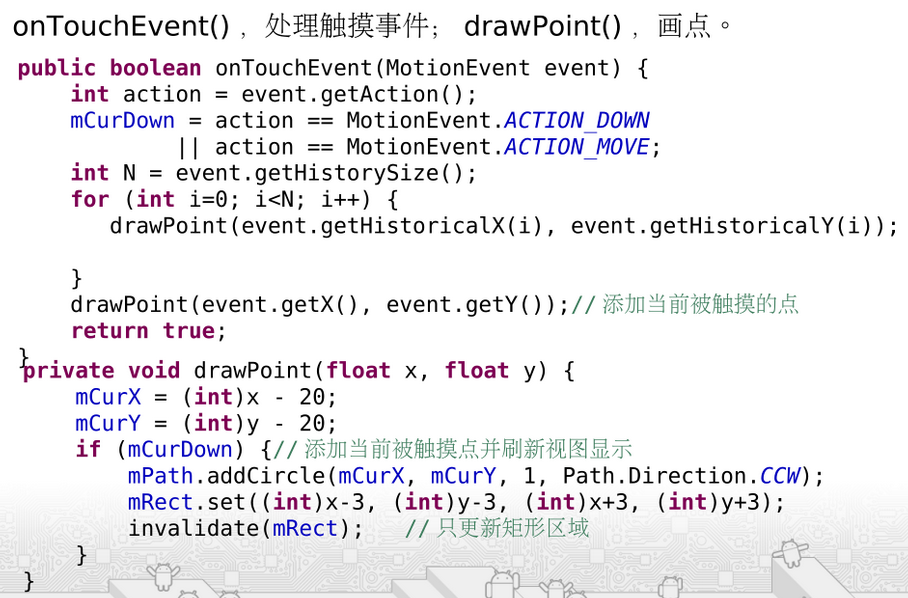 onTouchEvent() ，处理触摸事件； drawPoint() ，画点。
public boolean onTouchEvent(MotionEvent event) {
int action = event.getAction();
mCurDown = action == MotionEvent.ACTION_DOWN
|| action == MotionEvent.ACTION_MOVE;
int N = event.getHistorySize();
for (int i=0; i<N; i++) {
drawPoint(event.getHistoricalX(i), event.getHistoricalY(i));
}
drawPoint(event.getX(), event.getY());// 添加当前被触摸的点
return true;
}
private void drawPoint(float x, float y) {
mCurX = (int)x - 20;
mCurY = (int)y - 20;
if (mCurDown) {// 添加当前被触摸点并刷新视图显示
mPath.addCircle(mCurX, mCurY, 1, Path.Direction.CCW);
mRect.set((int)x-3, (int)y-3, (int)x+3, (int)y+3);
invalidate(mRect); // 只更新矩形区域
}
}